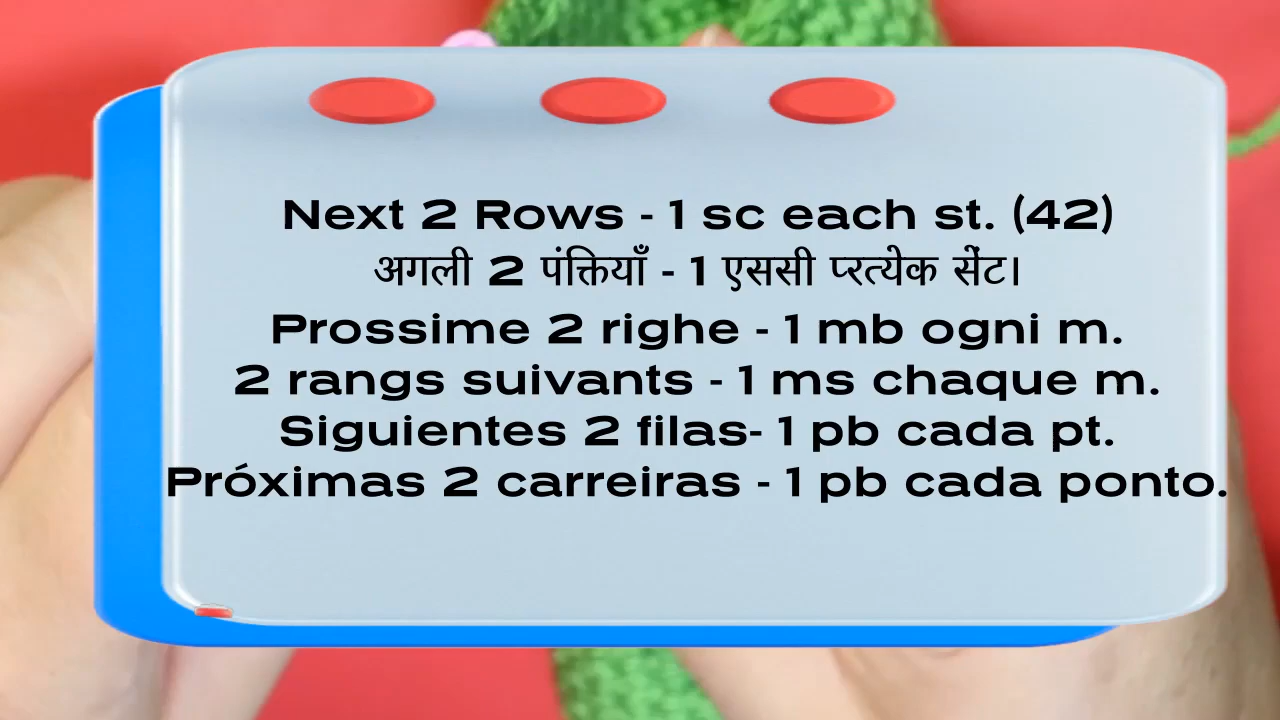 Next 2 Rows - 1 sc each st. (42)
अगली 2 पंक्तियाँ - 1 एससी प्रत्येक सेंट।
Prossime 2 righe - 1 mb ogni m.
2 rangs suivants - 1 ms chaque m.
Siguientes 2 filas- 1 pb cada pt.
Próximas 2 carreiras - 1 pb cada ponto.